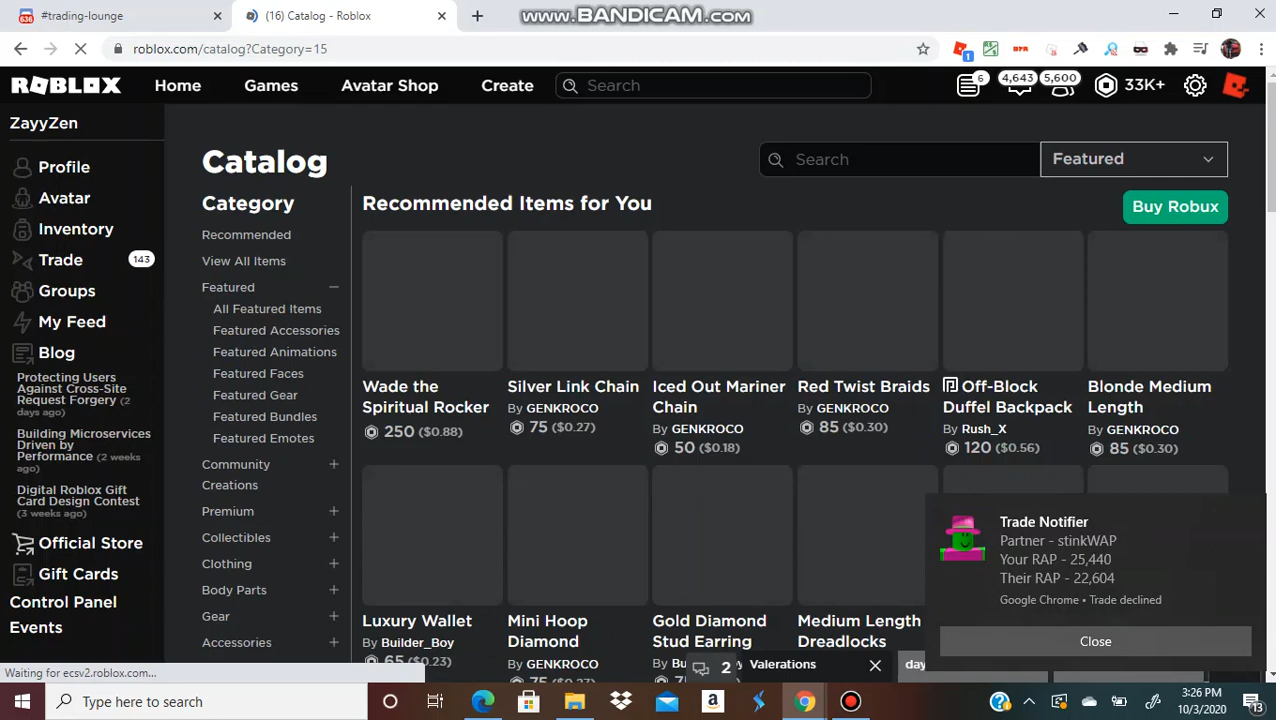 #trading-lounge
(16) Catalog - Roblox
www.BANDICAM.com
roblox.com/catalog?Category=15
1
ROBLOX
Home
Games
Avatar Shop
Create
Search
6
4,643
5,600
33K+
ZayyZen
Profile
Avatar
Inventory
Trade 143
Groups
My Feed
Blog
Protecting Users
Against Cross-Site
Request Forgery (2
days ago)
Building Microservices
Driven by
Performance (2 weeks
ago)
Digital Roblox Gift
Card Design Contest
(3 weeks ago)
Official Store
Gift Cards
Control Panel
Events
Catalog
Search
Featured
Category
Recommended
View All Items
Featured
All Featured Items
Featured Accessories
Featured Animations
Featured Faces
Featured Gear
Featured Bundles
Featured Emotes
Community
Creations
Premium
Collectibles
Clothing
Body Parts
Gear
Accessories
Recommended Items for You
Buy Robux
Wade the
Spiritual Rocker
250 ($0.88)
Silver Link Chain
By GENKROCO
75 ($0.27)
Iced Out Mariner
Chain
By GENKROCO
50 ($0.18)
Red Twist Braids
By GENKROCO
85 ($0.30)
Off-Block
Duffel Backpack
By Rush_X
120 ($0.56)
Blonde Medium
Length
By GENKROCO
85 ($0.30)
Luxury Wallet
By Builder_Boy
65 ($0.23)
Mini Hoop
Diamond
By GENKROCO
75 ($0.27)
Gold Diamond
Stud Earring
Medium Length
Dreadlocks
Trade Notifier
Partner - stinkWAP
Your RAP - 25,440
Their RAP - 22,604
Google Chrome • Trade declined
Close
2
Valerations
day
Waiting for ecsv2.roblox.com...
Type here to search
3:26 PM
10/3/2020
13